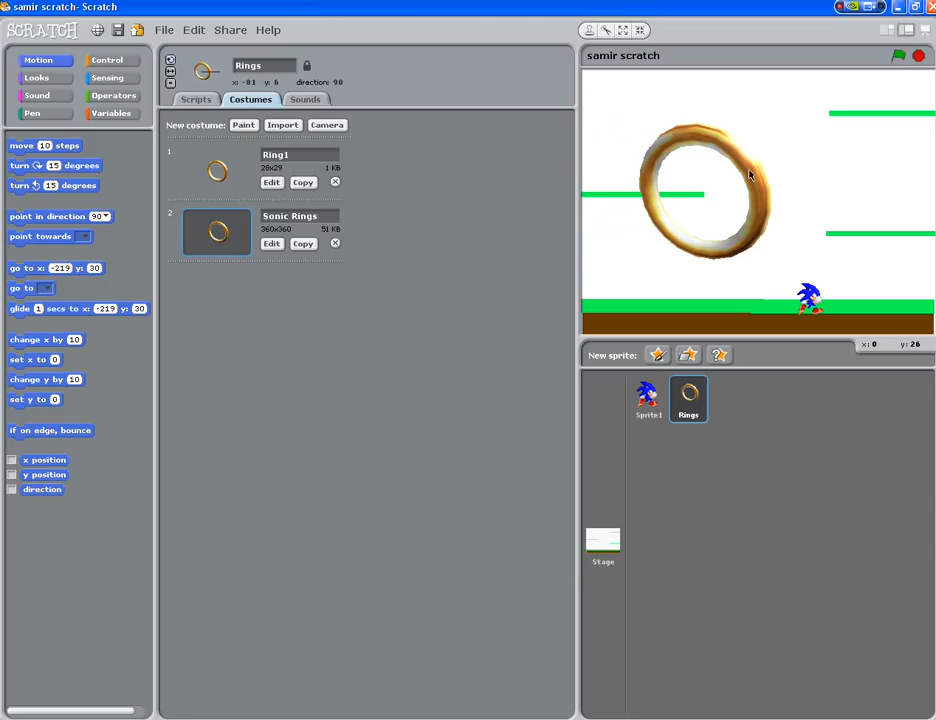 samir scratch- Scratch
SCRATCH File Edit Share Help
Motion Control
Looks Sensing
Sound Operators
Pen Variables
move 10 steps
turn 15 degrees
turn 15 degrees
point in direction 90
point towards
go to x: -219 y: 30
go to
glide 1 secs to x: -219 y: 30
change x by 10
set x to 0
change y by 10
set y to 0
if on edge, bounce
x position
y position
direction
Rings
x: -81 y: 6 direction: 90
Scripts Costumes Sounds
New costume: Paint Import Camera
1 Ring1
28x29 1 KB
Edit Copy
2 Sonic Rings
360x360 51 KB
Edit Copy
samir scratch
x: 0 y: 26
New sprite:
Sprite1 Rings
Stage